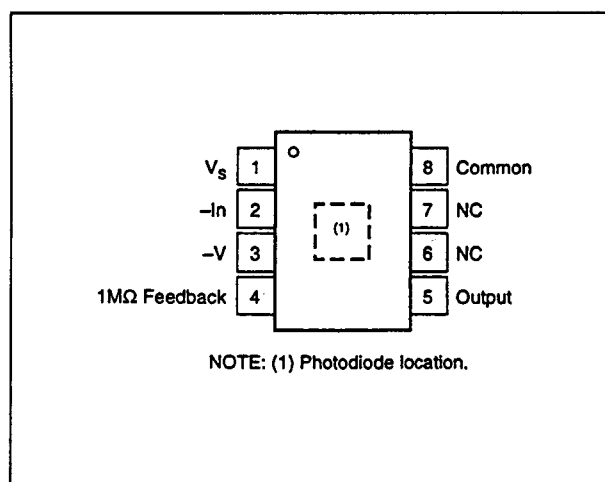 V_S 1 8 Common
–In 2 (1) 7 NC
–V 3 6 NC
1MΩ Feedback 4 5 Output
NOTE: (1) Photodiode location.